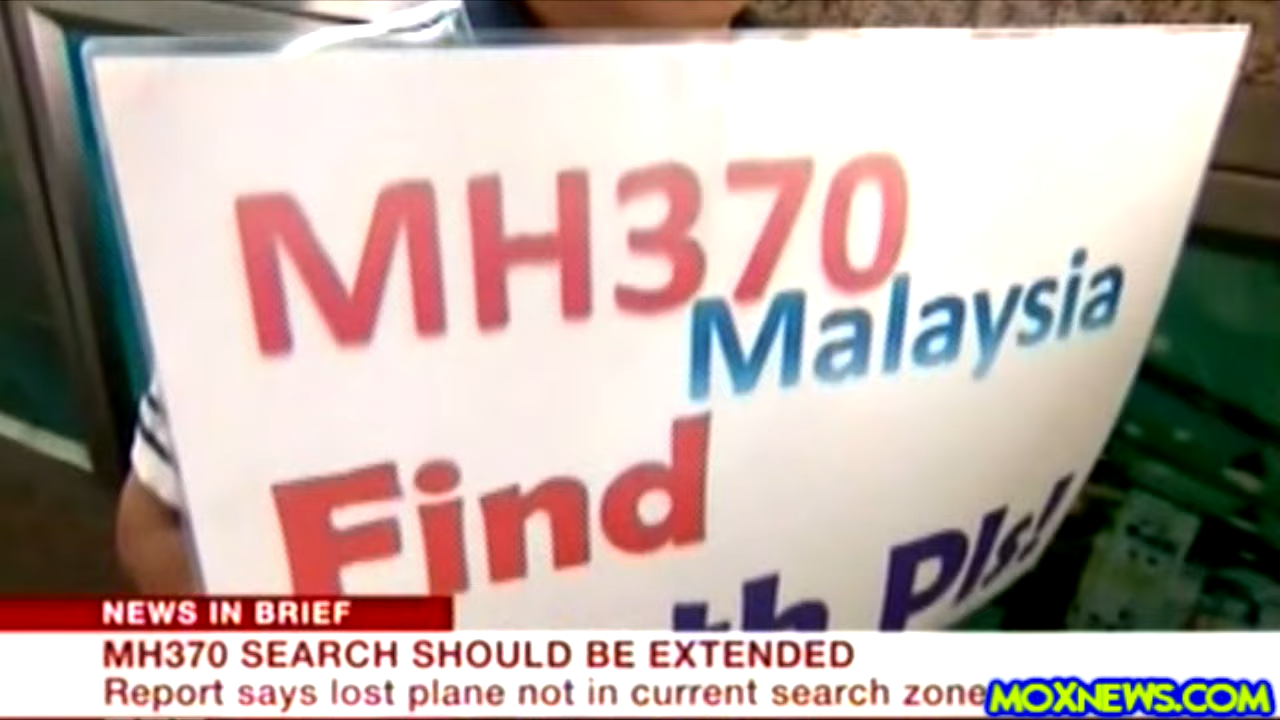 MH370
Malaysia
Find
Pls!
NEWS IN BRIEF
MH370 SEARCH SHOULD BE EXTENDED
Report says lost plane not in current search zone
MOXNEWS.COM